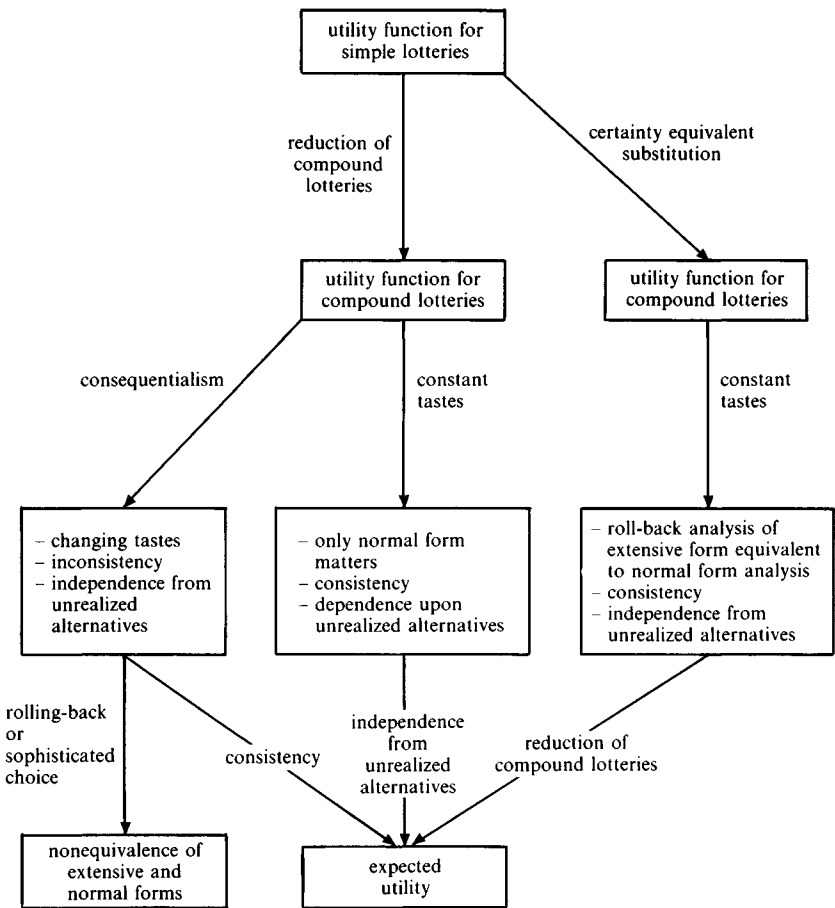 utility function for
simple lotteries
reduction of
compound
lotteries
certainty equivalent
substitution
utility function for
compound lotteries
utility function for
compound lotteries
consequentialism
constant
tastes
constant
tastes
– changing tastes
– inconsistency
– independence from
unrealized
alternatives
– only normal form
matters
– consistency
– dependence upon
unrealized alternatives
– roll-back analysis of
extensive form equivalent
to normal form analysis
– consistency
– independence from
unrealized alternatives
rolling-back
or
sophisticated
choice
consistency
independence
from
unrealized
alternatives
reduction of
compound lotteries
nonequivalence of
extensive and
normal forms
expected
utility